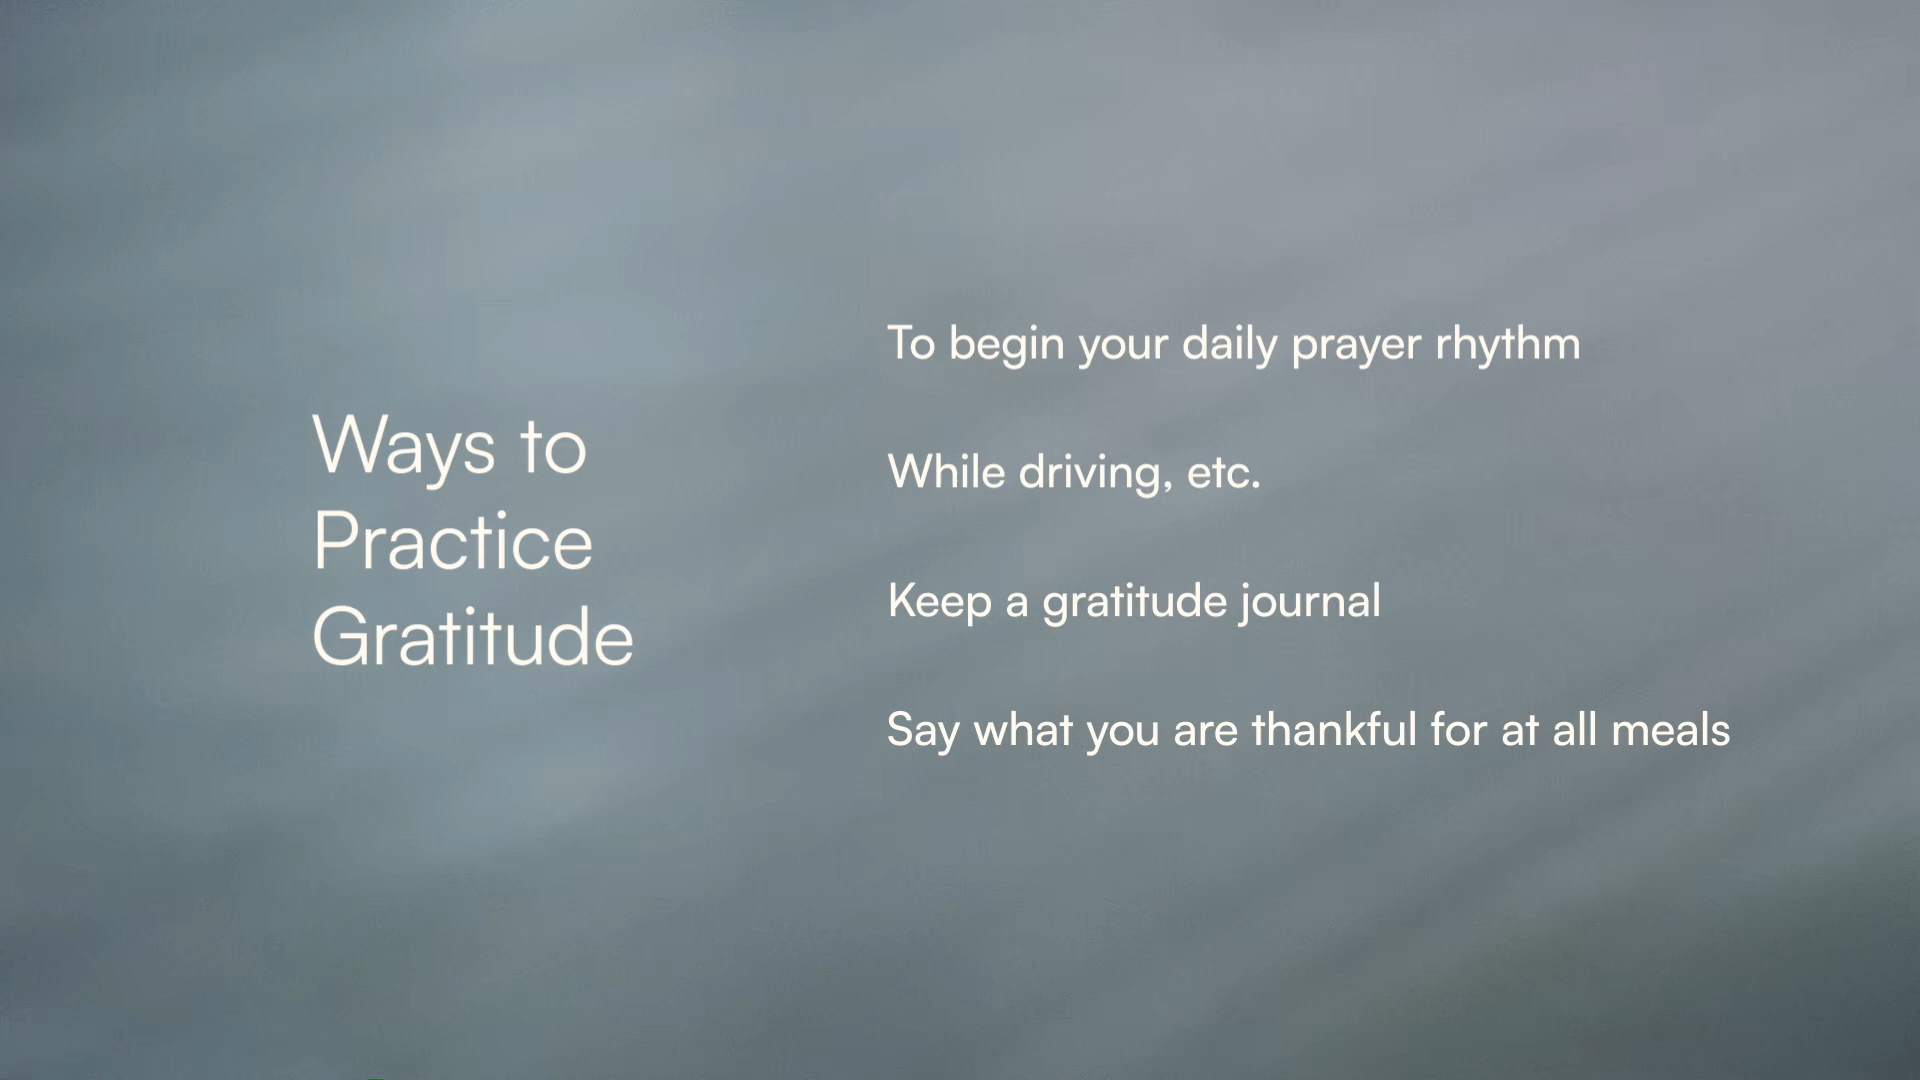 Ways to
Practice
Gratitude
To begin your daily prayer rhythm
While driving, etc.
Keep a gratitude journal
Say what you are thankful for at all meals